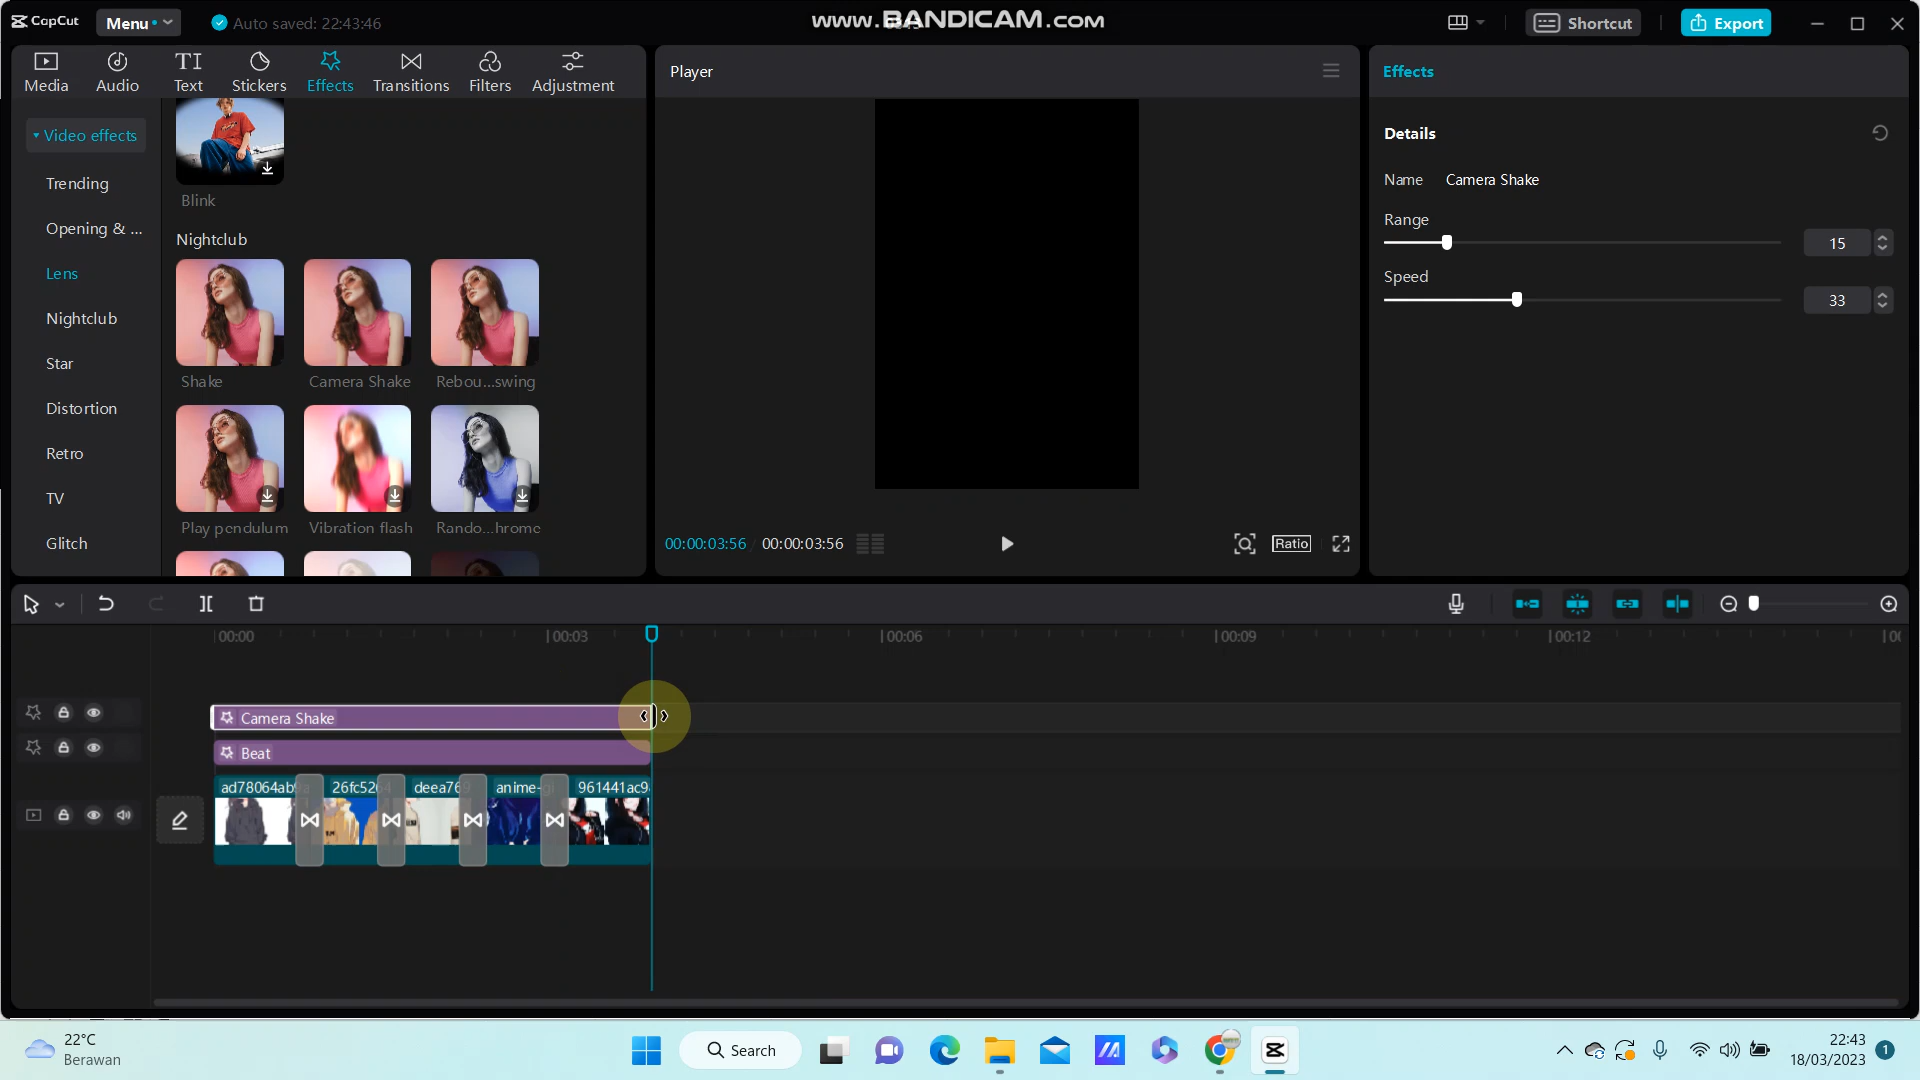 CapCut
Menu
Auto saved: 22:43:46
www.BANDICAM.COM
Shortcut
Export
Media
Audio
Text
Stickers
Effects
Transitions
Filters
Adjustment
Player
Effects
Video effects
Trending
Opening & ...
Lens
Nightclub
Star
Distortion
Retro
TV
Glitch
Blink
Nightclub
Shake
Camera Shake
Rebou...swing
Play pendulum
Vibration flash
Rando...hrome
Details
Name Camera Shake
Range
15
Speed
33
00:00:03:56 00:00:03:56
Ratio
00:00
00:03
00:06
00:09
00:12
Camera Shake
Beat
ad78064ab
26fc52
deea76
anime-
961441ac9
22°C
Berawan
Search
22:43
18/03/2023
1